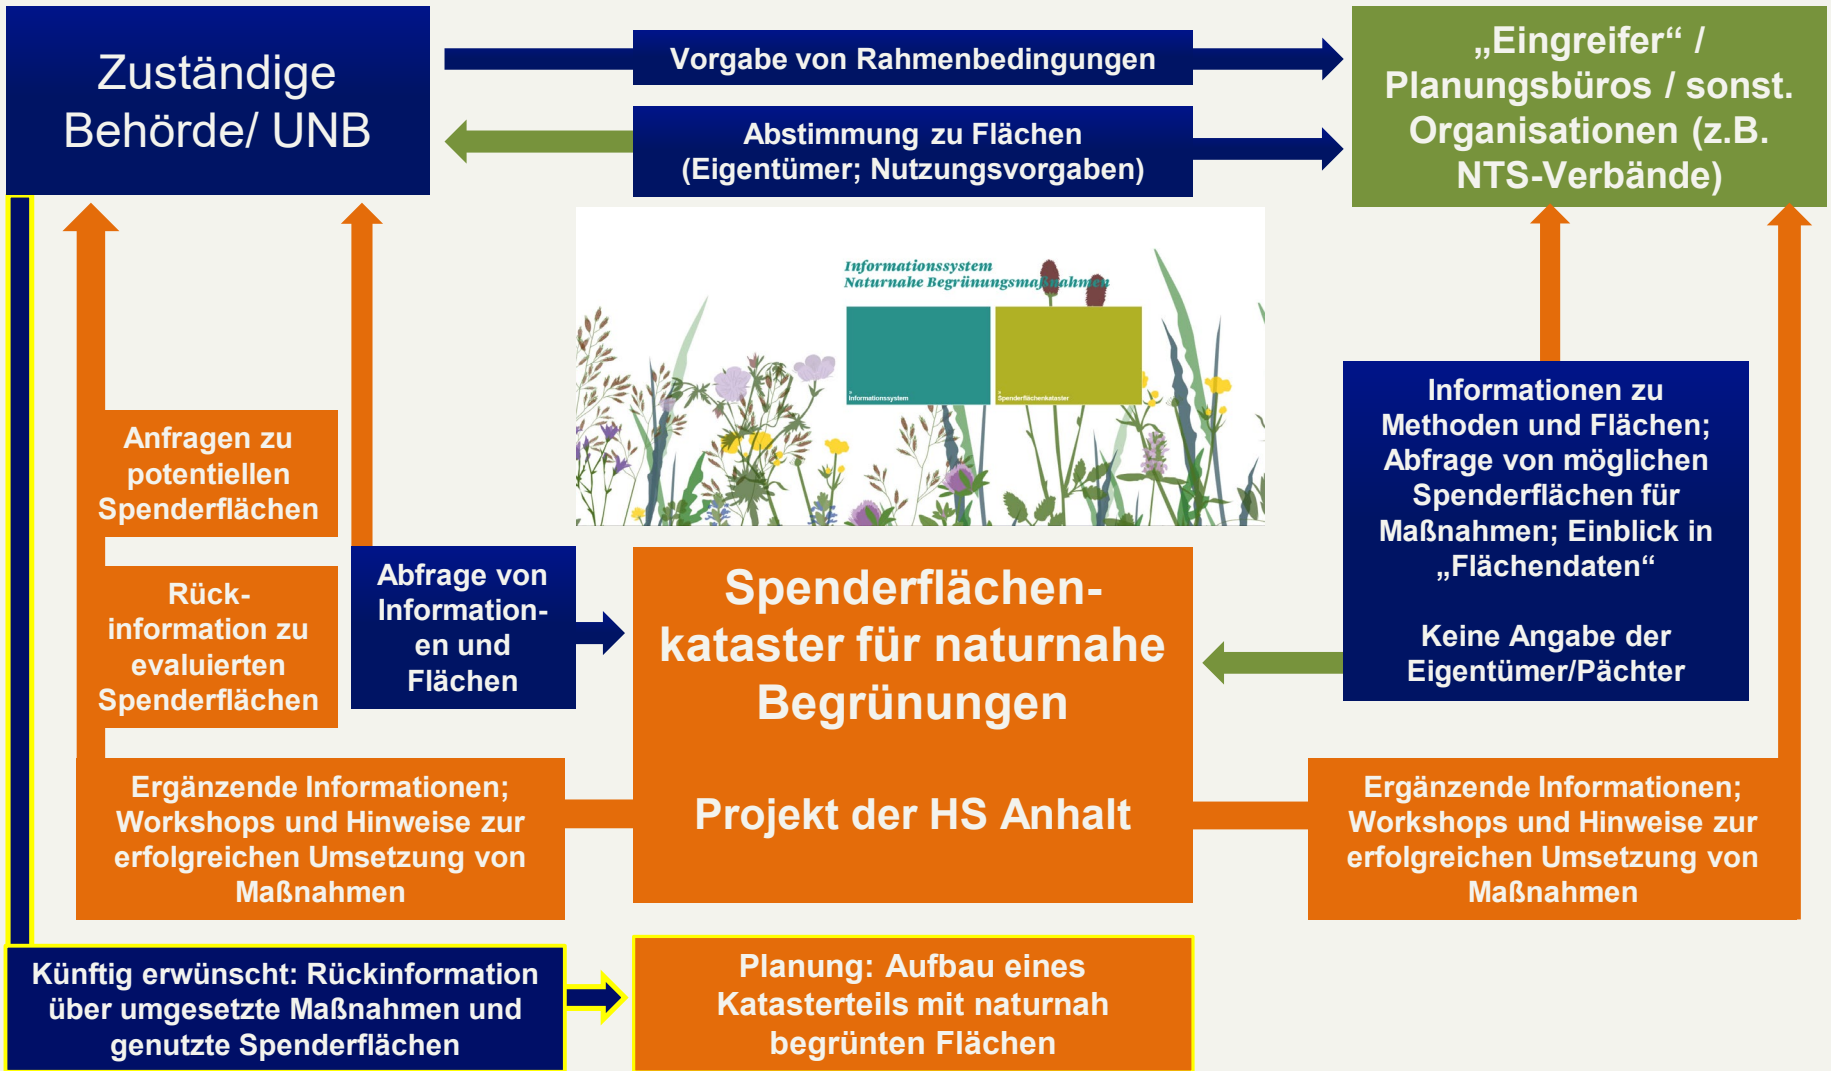 Zuständige
Behörde/ UNB
Vorgabe von Rahmenbedingungen
Abstimmung zu Flächen
(Eigentümer; Nutzungsvorgaben)
„Eingreifer“ /
Planungsbüros / sonst.
Organisationen (z.B.
NTS-Verbände)
Informationssystem
Naturnahe Begrünungsmaßnahmen
Informationssystem
Spenderflächenkataster
Anfragen zu
potentiellen
Spenderflächen
Rück-
information zu
evaluierten
Spenderflächen
Abfrage von
Information-
en und
Flächen
Spenderflächen-
kataster für naturnahe
Begrünungen
Projekt der HS Anhalt
Informationen zu
Methoden und Flächen;
Abfrage von möglichen
Spenderflächen für
Maßnahmen; Einblick in
„Flächendaten“
Keine Angabe der
Eigentümer/Pächter
Ergänzende Informationen;
Workshops und Hinweise zur
erfolgreichen Umsetzung von
Maßnahmen
Ergänzende Informationen;
Workshops und Hinweise zur
erfolgreichen Umsetzung von
Maßnahmen
Künftig erwünscht: Rückinformation
über umgesetzte Maßnahmen und
genutzte Spenderflächen
Planung: Aufbau eines
Katasterteils mit naturnah
begrünten Flächen